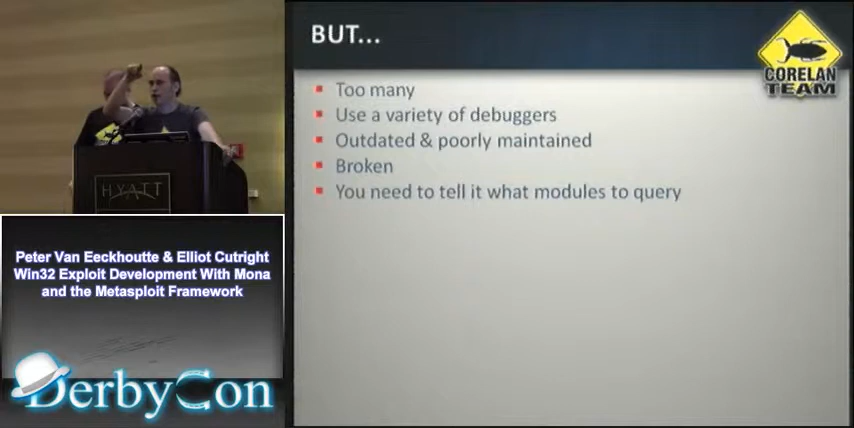 BUT...
Too many
Use a variety of debuggers
Outdated & poorly maintained
Broken
You need to tell it what modules to query
CORELAN
TEAM
HYATT
Peter Van Eeckhoutte & Elliot Cutright
Win32 Exploit Development With Mona
and the Metasploit Framework
DerbyCon